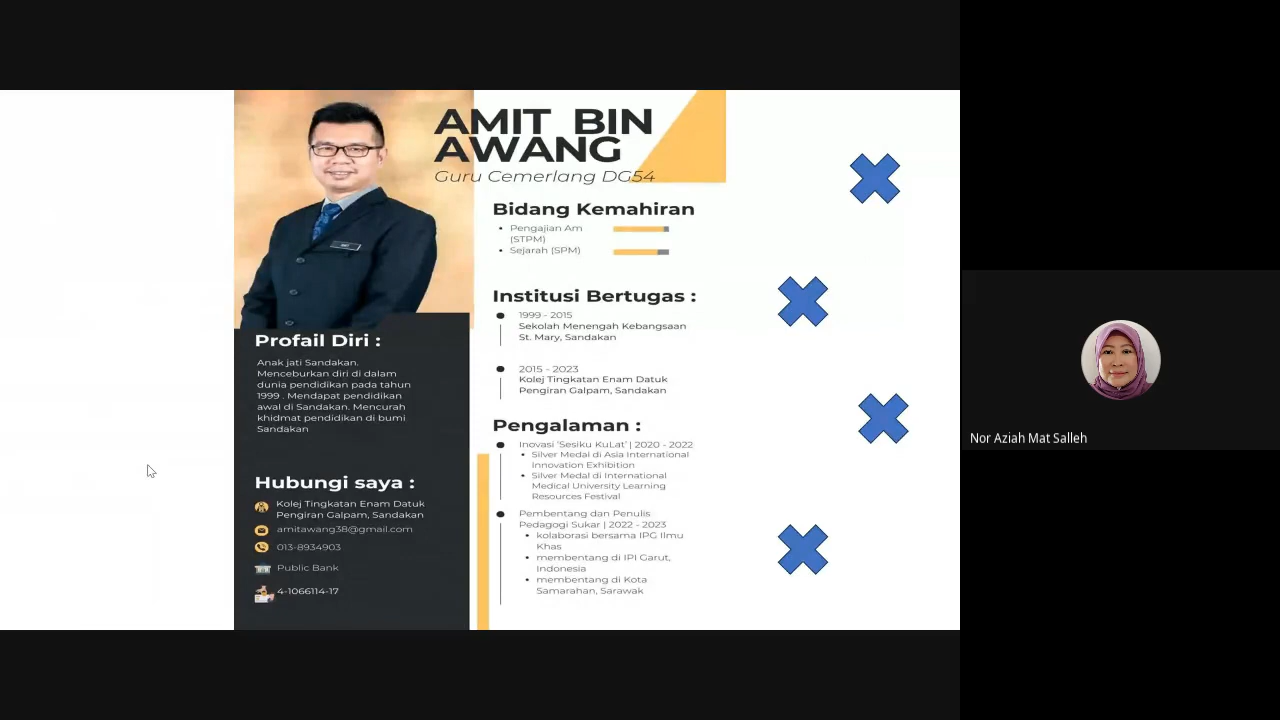 AMIT BIN
AWANG
Guru Cemerlang DG54
Bidang Kemahiran
• Pengajian Am
(STPM)
• Sejarah (SPM)
Institusi Bertugas :
1999 - 2015
Sekolah Menengah Kebangsaan
St. Mary, Sandakan
2015 - 2023
Kolej Tingkatan Enam Datuk
Pengiran Galpam, Sandakan
Pengalaman :
Inovasi 'Sesiku KuLat' | 2020 - 2022
• Silver Medal di Asia International
Innovation Exhibition
• Silver Medal di International
Medical University Learning
Resources Festival
Pembentang dan Penulis
Pedagogi Sukar | 2022 - 2023
• kolaborasi bersama IPG Ilmu
Khas
• membentang di IPI Garut,
Indonesia
• membentang di Kota
Samarahan, Sarawak
Profail Diri :
Anak jati Sandakan.
Menceburkan diri di dalam
dunia pendidikan pada tahun
1999 . Mendapat pendidikan
awal di Sandakan. Mencurah
khidmat pendidikan di bumi
Sandakan
Hubungi saya :
Kolej Tingkatan Enam Datuk
Pengiran Galpam, Sandakan
amitawang38@gmail.com
013-8934903
Public Bank
4-1066114-17
Nor Aziah Mat Salleh